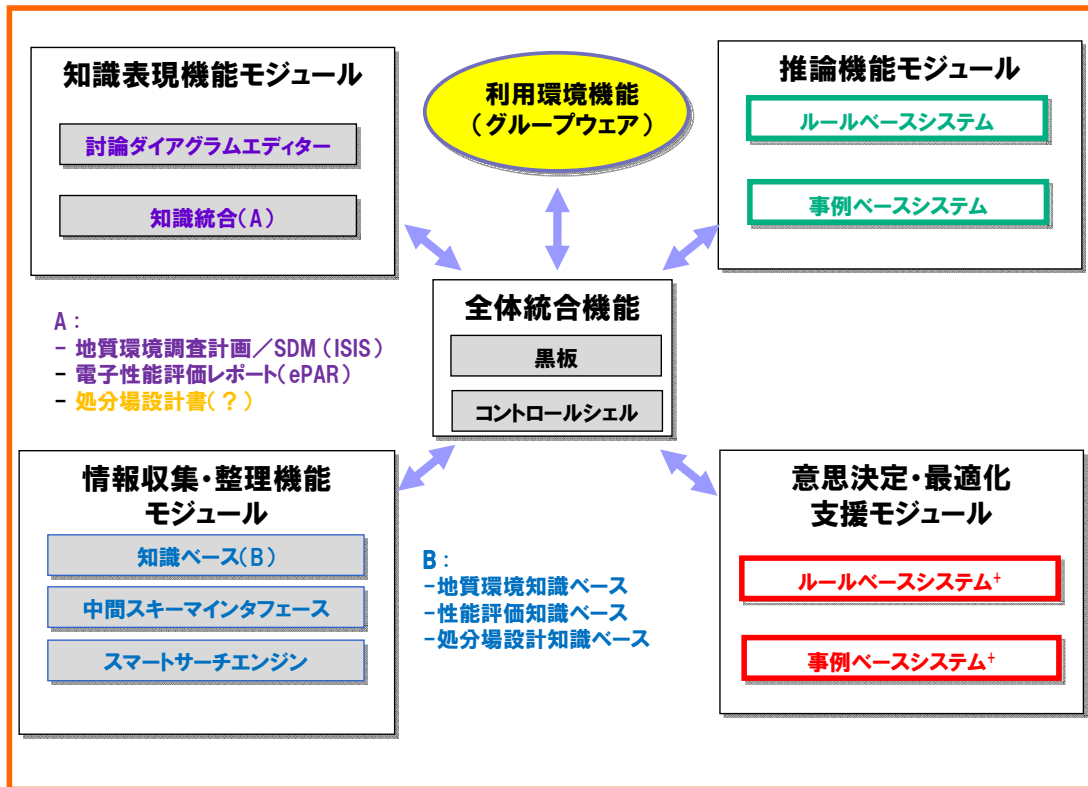 知識表現機能モジュール
討論ダイアグラムエディター
知識統合(A)
利用環境機能
(グループウェア)
推論機能モジュール
ルールベースシステム
事例ベースシステム
全体統合機能
黒板
コントロールシェル
A:
- 地質環境調査計画/SDM(ISIS)
- 電子性能評価レポート(ePAR)
- 処分場設計書(?)
情報収集・整理機能
モジュール
知識ベース(B)
中間スキーマインタフェース
スマートサーチエンジン
B:
-地質環境知識ベース
-性能評価知識ベース
-処分場設計知識ベース
意思決定・最適化
支援モジュール
ルールベースシステム+
事例ベースシステム+